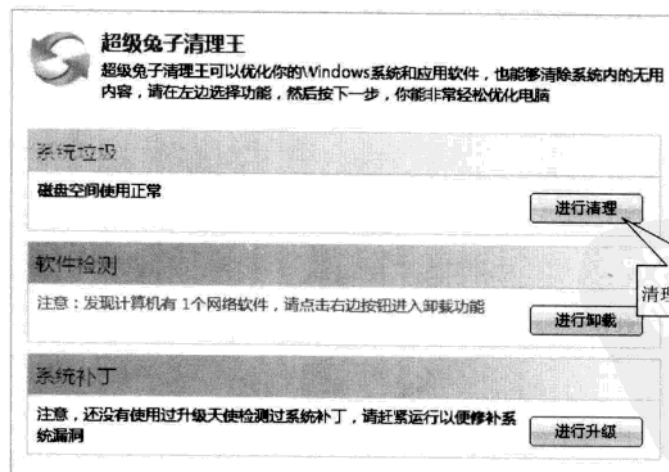 超级兔子清理王
超级兔子清理王可以优化你的Windows系统和应用软件，也能够清除系统内的无用
内容，请在左边选择功能，然后按下一步，你能非常轻松优化电脑
系统垃圾
磁盘空间使用正常
进行清理
软件检测
清理
注意：发现计算机有 1个网络软件，请点击右边按钮进入卸载功能
进行卸载
系统补丁
注意，还没有使用过升级天使检测过系统补丁，请赶紧运行以便修补系
统漏洞
进行升级